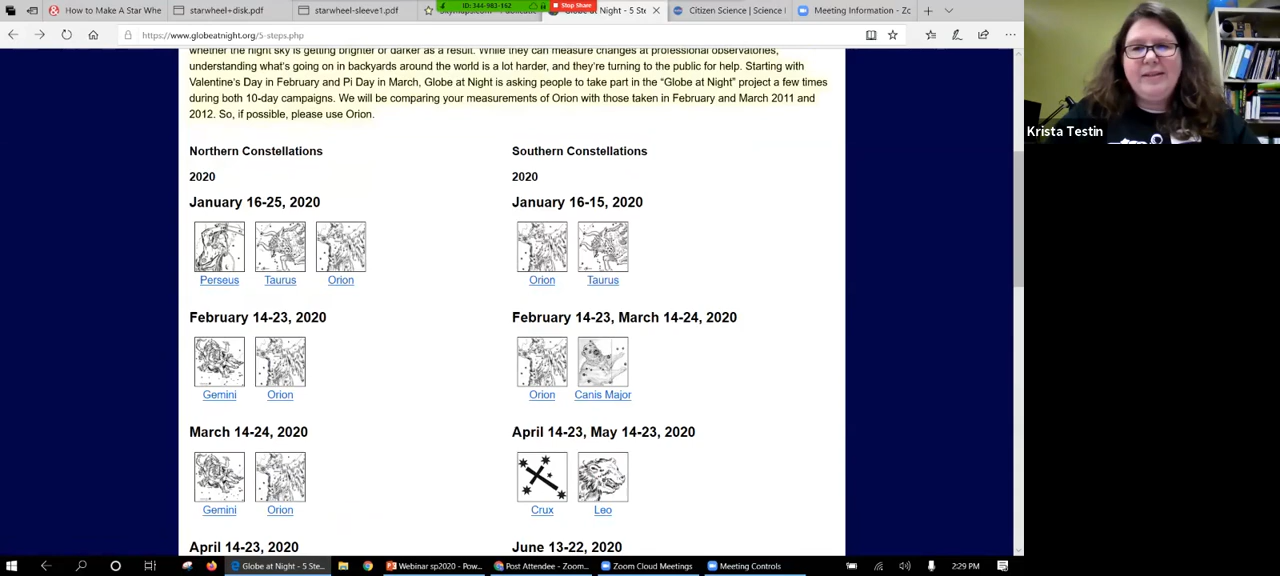 How to Make A Star Whe
starwheel+disk.pdf
starwheel-sleeve1.pdf
ID: 344-983-162
Stop Share
Globe at Night - 5 Ste
Citizen Science | Science
Meeting Information - Zo
https://www.globeatnight.org/5-steps.php
whether the night sky is getting brighter or darker as a result. While they can measure changes at professional observatories,
understanding what's going on in backyards around the world is a lot harder, and they're turning to the public for help. Starting with
Valentine's Day in February and Pi Day in March, Globe at Night is asking people to take part in the "Globe at Night" project a few times
during both 10-day campaigns. We will be comparing your measurements of Orion with those taken in February and March 2011 and
2012. So, if possible, please use Orion.
Krista Testin
Northern Constellations
Southern Constellations
2020
2020
January 16-25, 2020
January 16-15, 2020
Perseus
Taurus
Orion
Orion
Taurus
February 14-23, 2020
February 14-23, March 14-24, 2020
Gemini
Orion
Orion
Canis Major
March 14-24, 2020
April 14-23, May 14-23, 2020
Gemini
Orion
Crux
Leo
April 14-23, 2020
June 13-22, 2020
Globe at Night - 5 Ste...
Webinar sp2020 - Pow...
Post Attendee - Zoom...
Zoom Cloud Meetings
Meeting Controls
2:29 PM